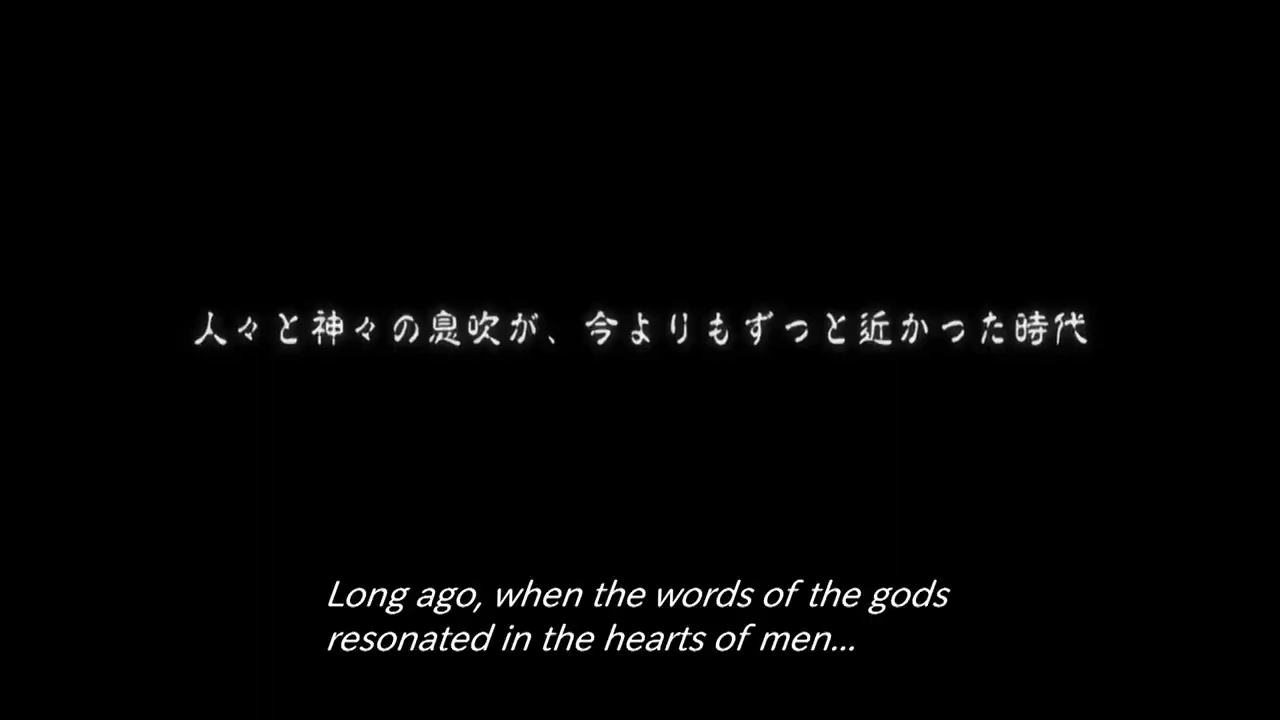 人々と神々の息吹が、今よりもずっと近かった時代
Long ago, when the words of the gods
resonated in the hearts of men...